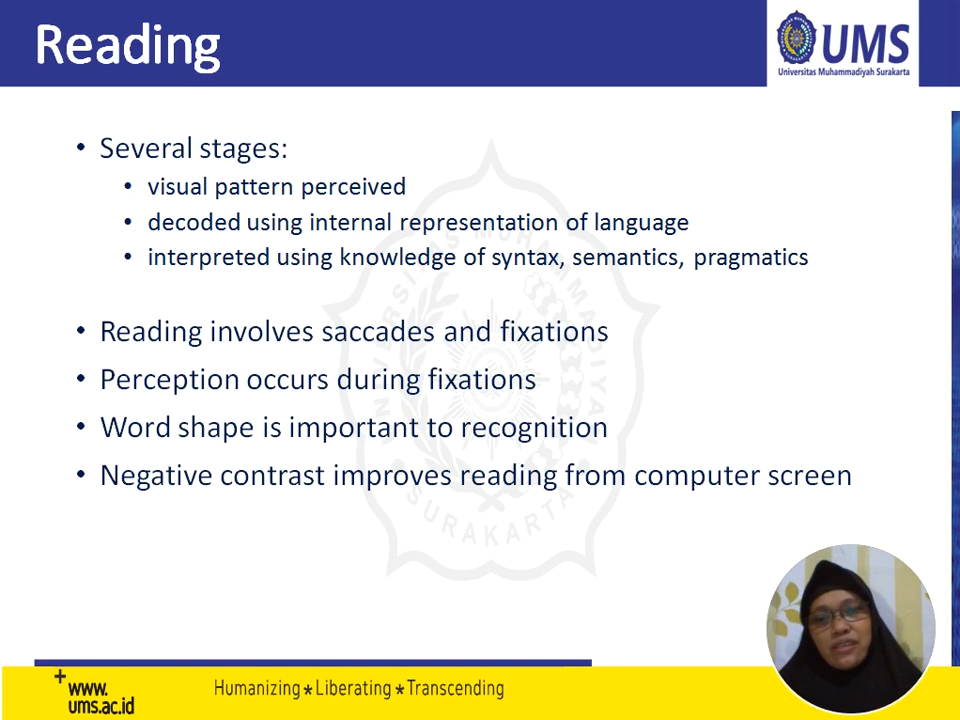 Reading
UMS
Universitas Muhammadiyah Surakarta
• Several stages:
• visual pattern perceived
• decoded using internal representation of language
• interpreted using knowledge of syntax, semantics, pragmatics
• Reading involves saccades and fixations
• Perception occurs during fixations
• Word shape is important to recognition
• Negative contrast improves reading from computer screen
UNIVERSITAS MUHAMMADIYAH
SURAKARTA
+www.
ums.ac.id
Humanizing * Liberating * Transcending